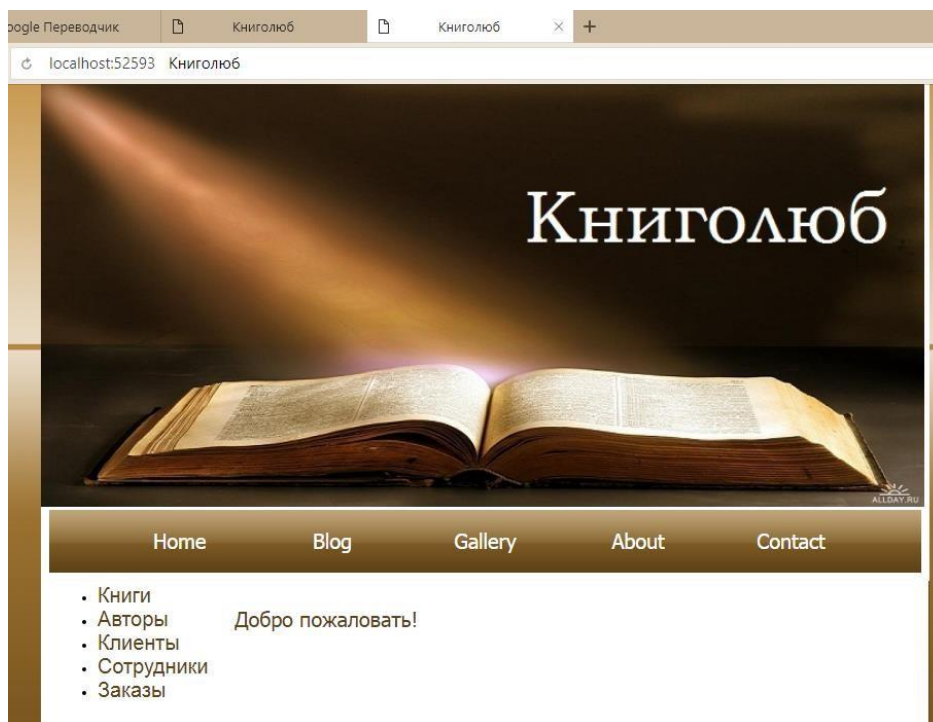 oogle Переводчик Книголюб Книголюб
localhost:52593 Книголюб
Книголюб
ALLDAY.RU
Home Blog Gallery About Contact
Книги
Авторы
Добро пожаловать!
Клиенты
Сотрудники
Заказы